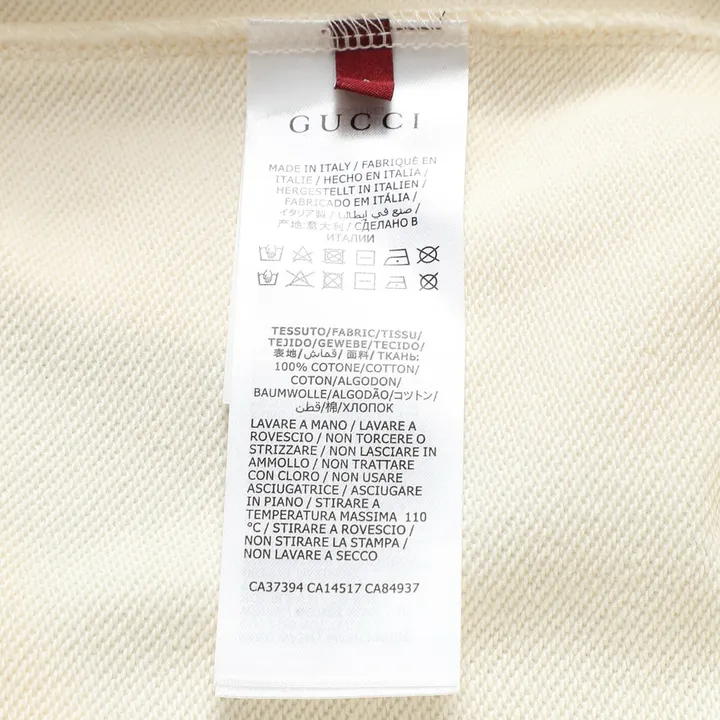 GUCCI
MADE IN ITALY / FABRIQUÉ EN
ITALIE / HECHO EN ITALIA /
HERGESTELLT IN ITALIEN /
FABRICADO EM ITÁLIA /
イタリア製 / صنع في إيطاليا /
产地:意大利 / СДЕЛАНО В
ИТАЛИИ
TESSUTO/FABRIC/TISSU/
TEJIDO/GEWEBE/TECIDO/
表地/قماش/ 面料/ ТКАНЬ:
100% COTONE/COTTON/
COTON/ALGODON/
BAUMWOLLE/ALGODÃO/コットン/
قطن/棉/ХЛОПОК
LAVARE A MANO / LAVARE A
ROVESCIO / NON TORCERE O
STRIZZARE / NON LASCIARE IN
AMMOLLO / NON TRATTARE
CON CLORO / NON USARE
ASCIUGATRICE / ASCIUGARE
IN PIANO / STIRARE A
TEMPERATURA MASSIMA 110
°C / STIRARE A ROVESCIO /
NON STIRARE LA STAMPA /
NON LAVARE A SECCO
CA37394 CA14517 CA84937